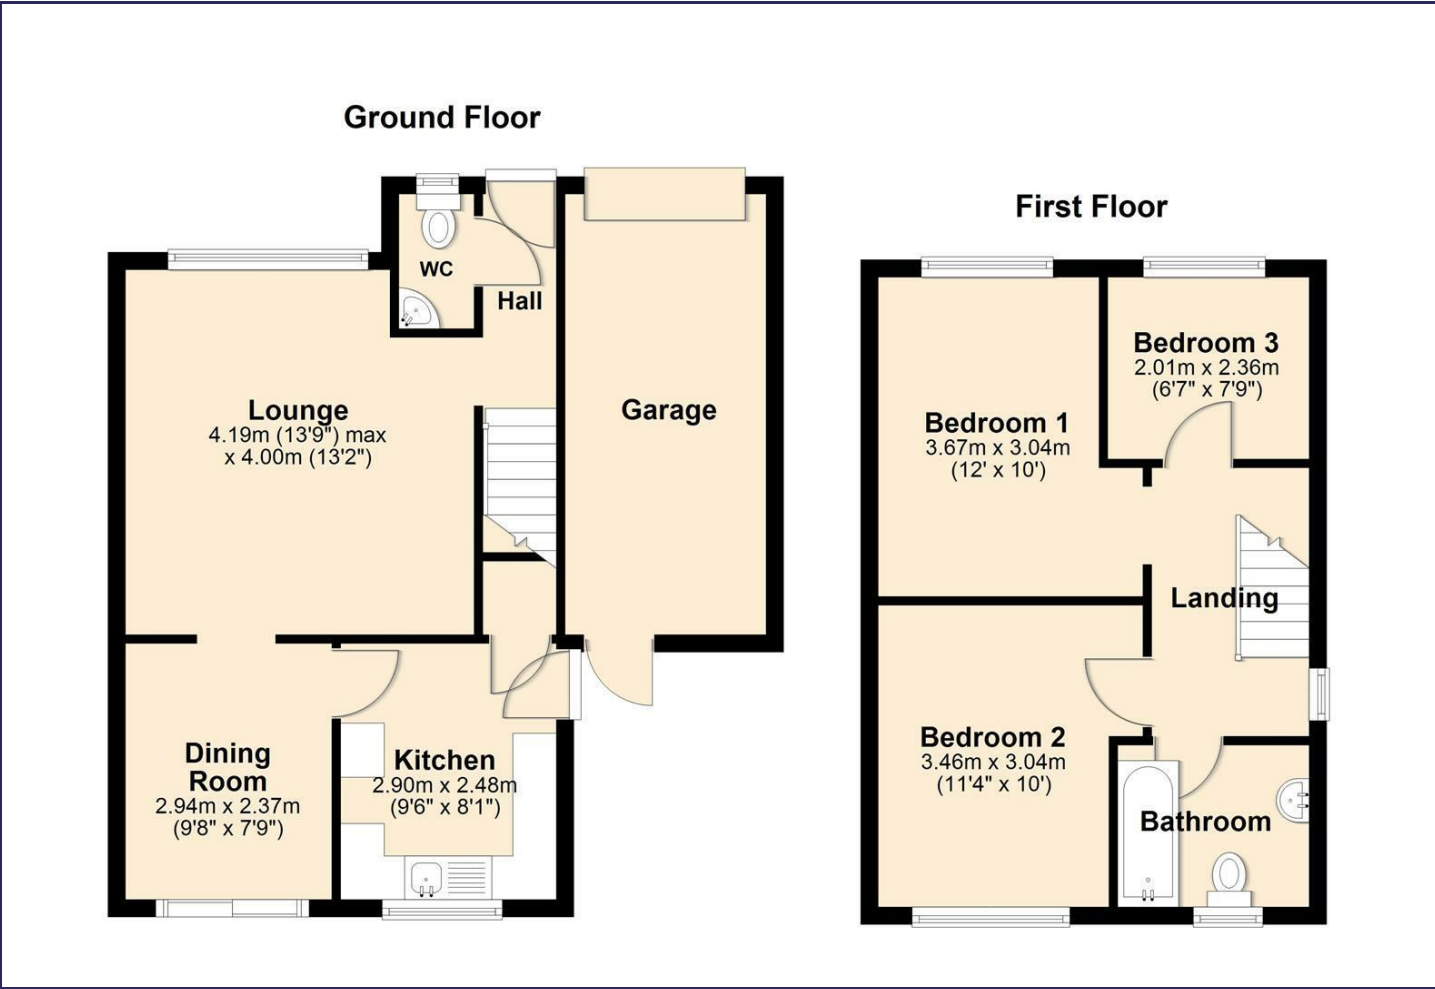 Ground Floor
WC
Hall
Lounge
4.19m (13'9") max
x 4.00m (13'2")
Garage
Dining
Room
2.94m x 2.37m
(9'8" x 7'9")
Kitchen
2.90m x 2.48m
(9'6" x 8'1")
First Floor
Bedroom 3
2.01m x 2.36m
(6'7" x 7'9")
Bedroom 1
3.67m x 3.04m
(12' x 10')
Landing
Bedroom 2
3.46m x 3.04m
(11'4" x 10')
Bathroom